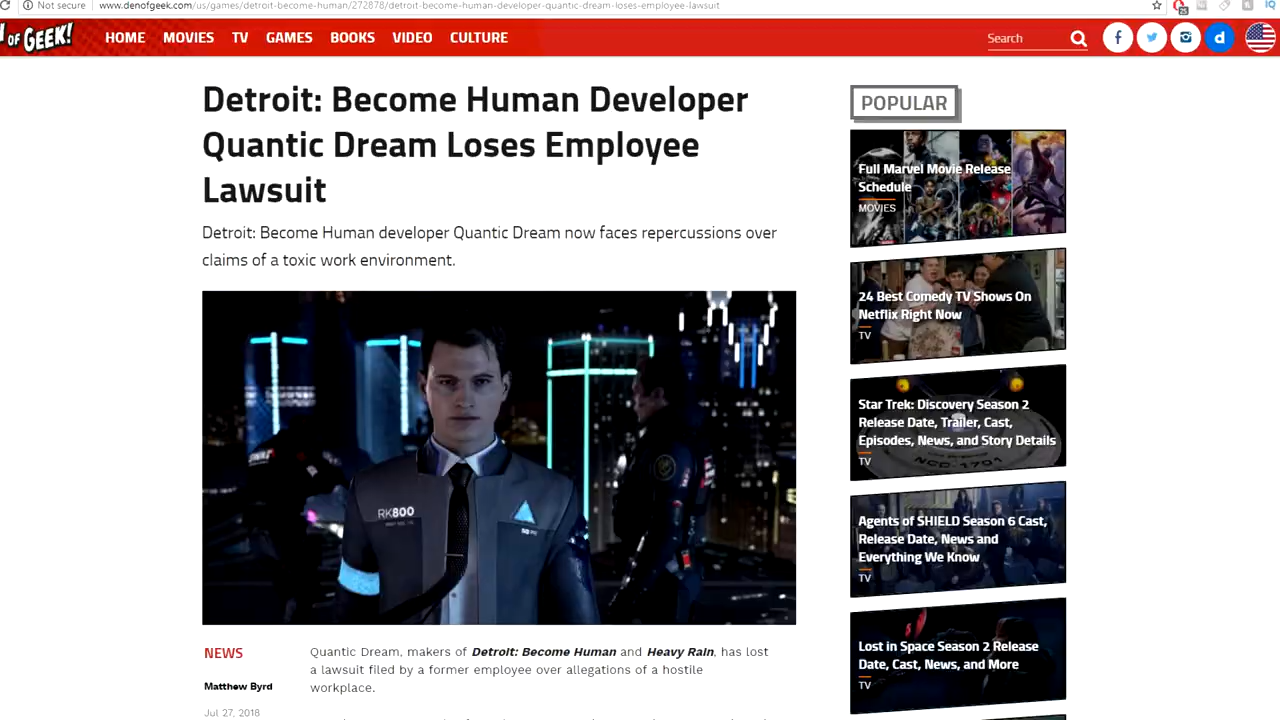 Not secure www.denofgeek.com/us/games/detroit-become-human/272878/detroit-become-human-developer-quantic-dream-loses-employee-lawsuit
OF GEEK!
HOME MOVIES TV GAMES BOOKS VIDEO CULTURE
Search
Detroit: Become Human Developer
Quantic Dream Loses Employee
Lawsuit
Detroit: Become Human developer Quantic Dream now faces repercussions over
claims of a toxic work environment.
RK800
NEWS
Matthew Byrd
Jul 27, 2018
Quantic Dream, makers of Detroit: Become Human and Heavy Rain, has lost
a lawsuit filed by a former employee over allegations of a hostile
workplace.
POPULAR
Full Marvel Movie Release
Schedule
MOVIES
24 Best Comedy TV Shows On
Netflix Right Now
TV
Star Trek: Discovery Season 2
Release Date, Trailer, Cast,
Episodes, News, and Story Details
TV
Agents of SHIELD Season 6 Cast,
Release Date, News and
Everything We Know
TV
Lost in Space Season 2 Release
Date, Cast, News, and More
TV